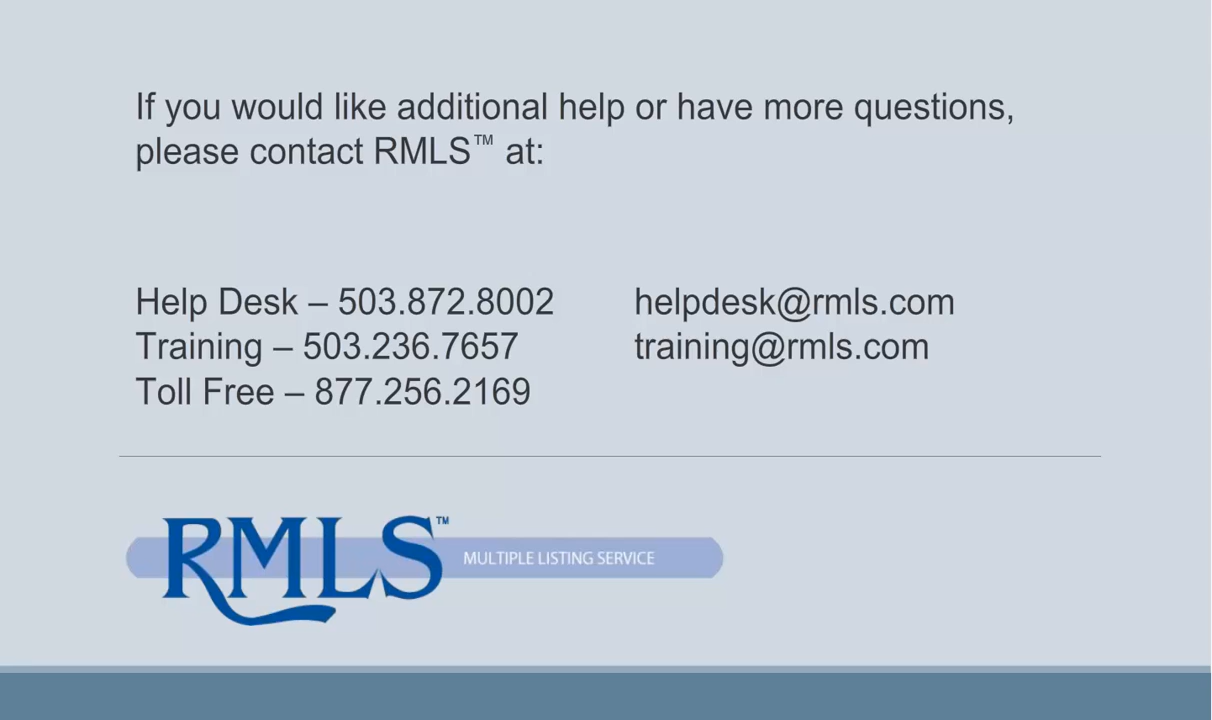 If you would like additional help or have more questions,
please contact RMLS™ at:
Help Desk – 503.872.8002 helpdesk@rmls.com
Training – 503.236.7657 training@rmls.com
Toll Free – 877.256.2169
RMLS™ MULTIPLE LISTING SERVICE